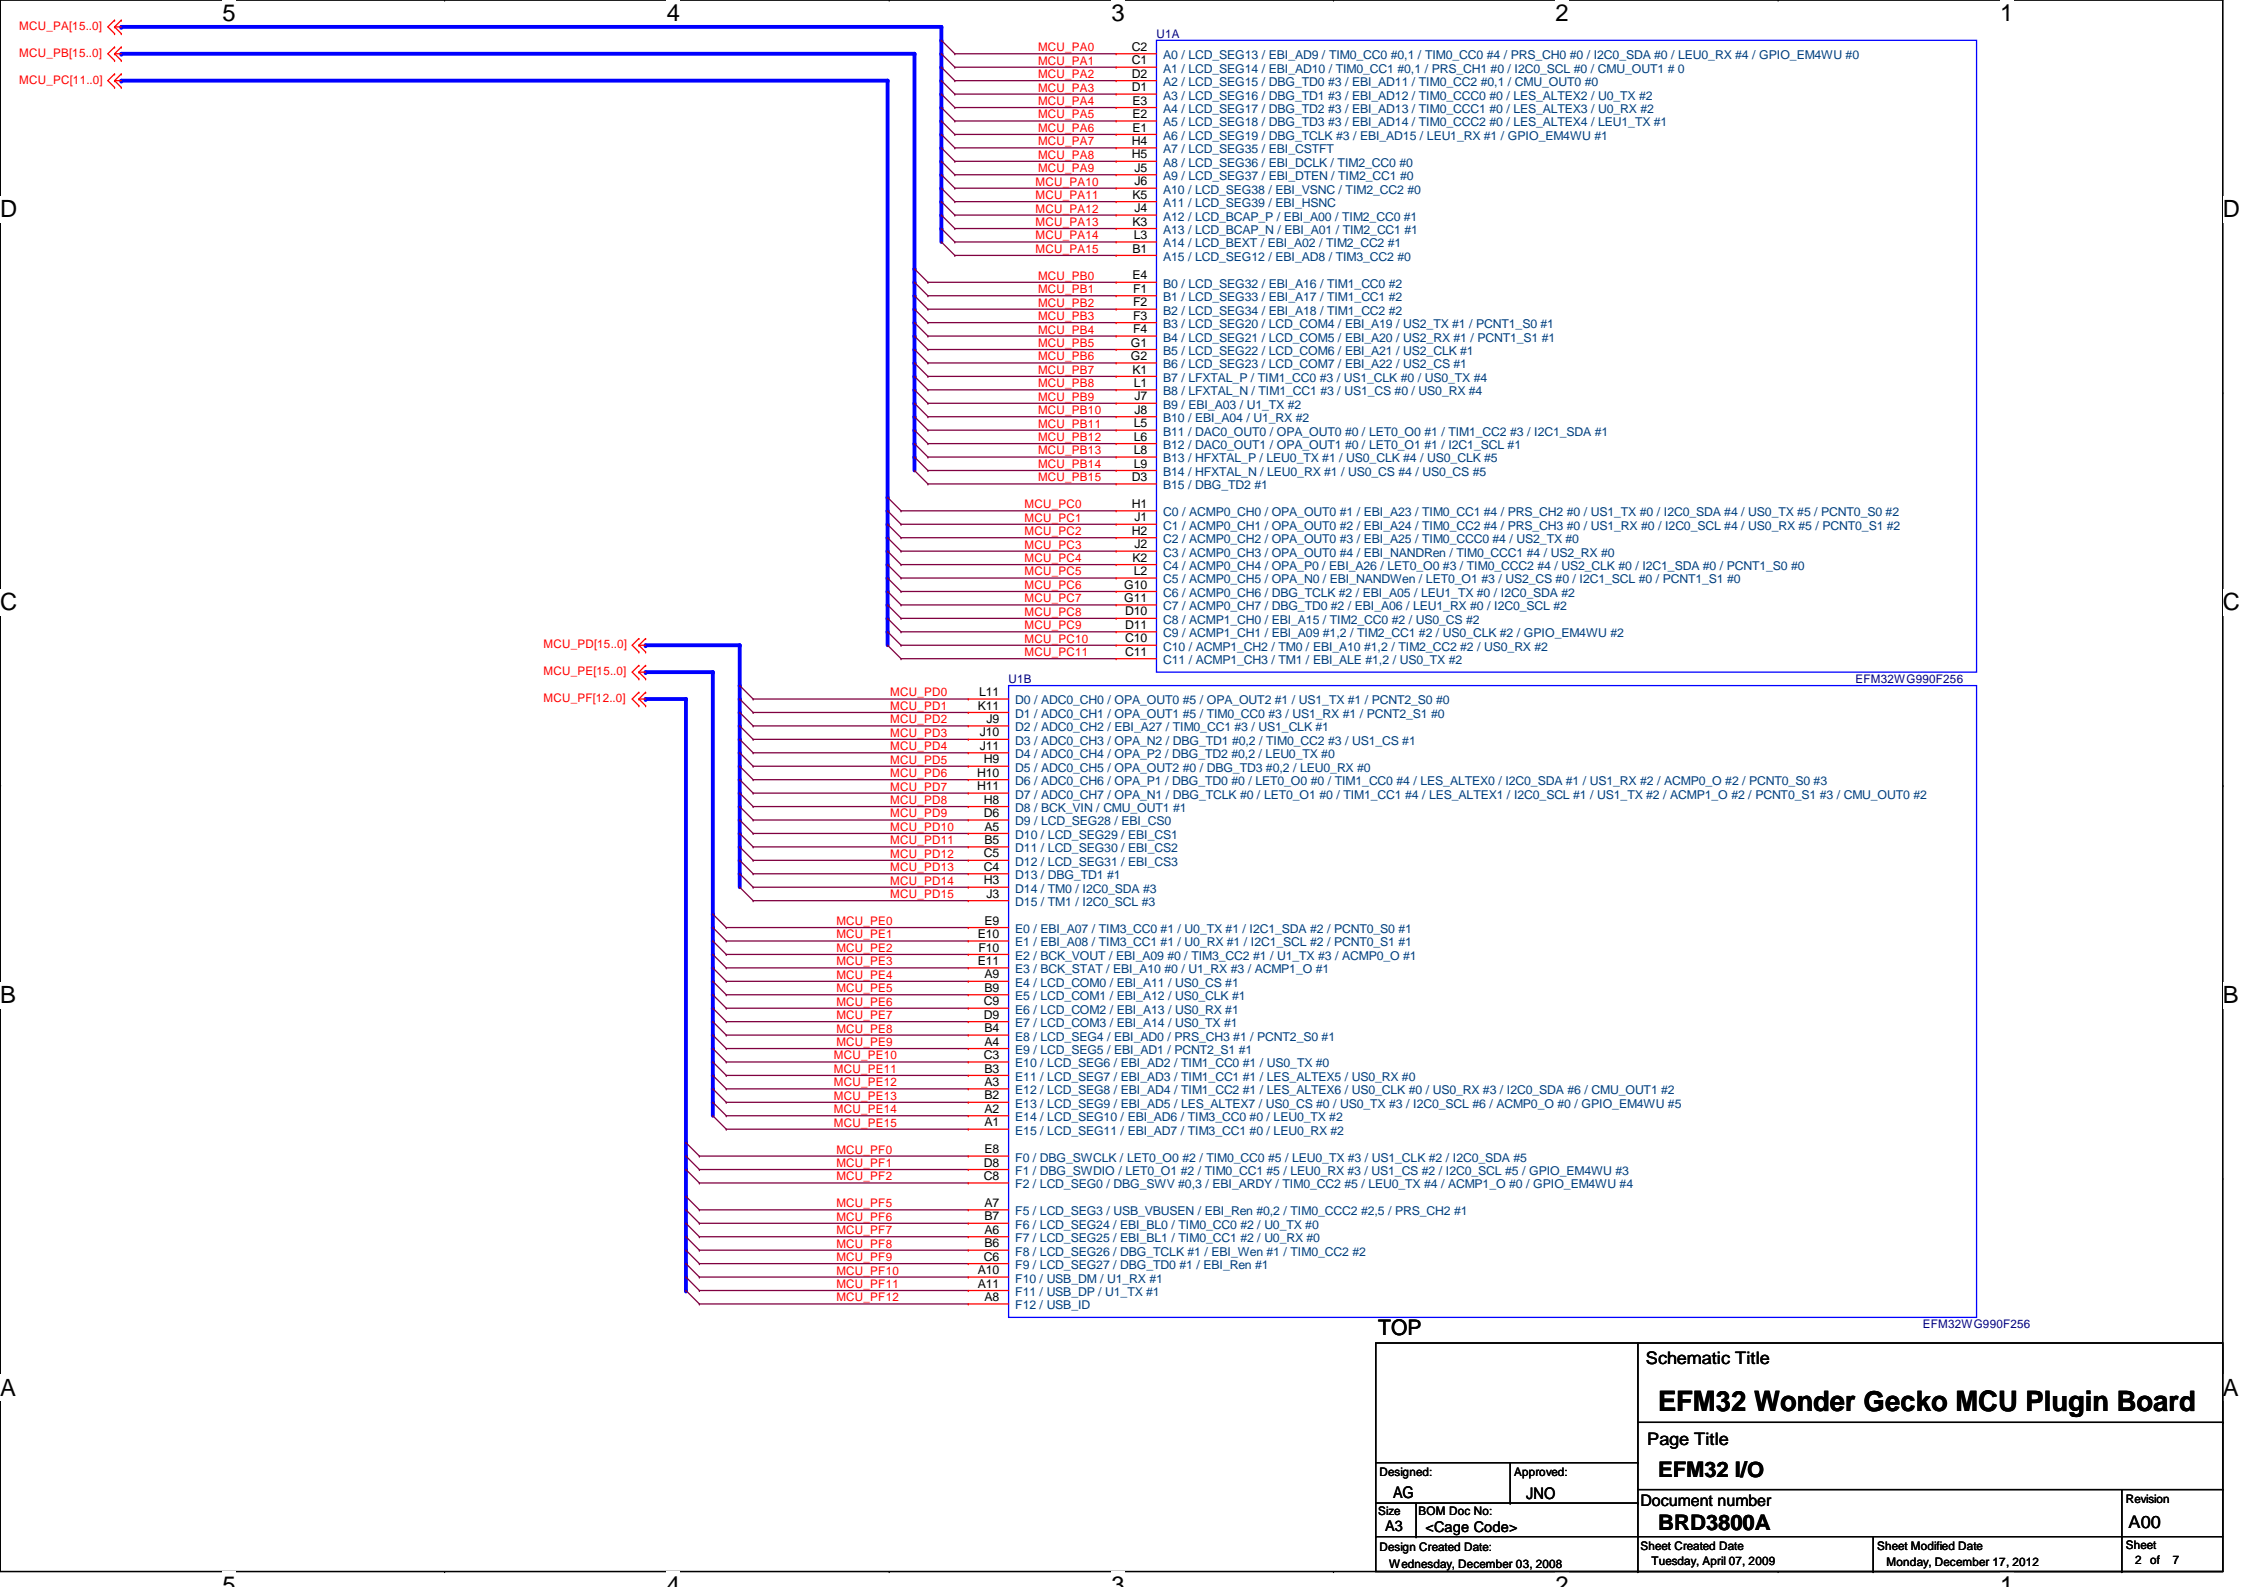 5 4 3 2 1
MCU_PA[15..0]
MCU_PB[15..0]
MCU_PC[11..0]
U1A
MCU_PA0 C2 A0 / LCD_SEG13 / EBI_AD9 / TIM0_CC0 #0,1 / TIM0_CC0 #4 / PRS_CH0 #0 / I2C0_SDA #0 / LEU0_RX #4 / GPIO_EM4WU #0
MCU_PA1 C1 A1 / LCD_SEG14 / EBI_AD10 / TIM0_CC1 #0,1 / PRS_CH1 #0 / I2C0_SCL #0 / CMU_OUT1 # 0
MCU_PA2 D2 A2 / LCD_SEG15 / DBG_TD0 #3 / EBI_AD11 / TIM0_CC2 #0,1 / CMU_OUT0 #0
MCU_PA3 D1 A3 / LCD_SEG16 / DBG_TD1 #3 / EBI_AD12 / TIM0_CCC0 #0 / LES_ALTEX2 / U0_TX #2
MCU_PA4 E3 A4 / LCD_SEG17 / DBG_TD2 #3 / EBI_AD13 / TIM0_CCC1 #0 / LES_ALTEX3 / U0_RX #2
MCU_PA5 E2 A5 / LCD_SEG18 / DBG_TD3 #3 / EBI_AD14 / TIM0_CCC2 #0 / LES_ALTEX4 / LEU1_TX #1
MCU_PA6 E1 A6 / LCD_SEG19 / DBG_TCLK #3 / EBI_AD15 / LEU1_RX #1 / GPIO_EM4WU #1
MCU_PA7 H4 A7 / LCD_SEG35 / EBI_CSTFT
MCU_PA8 H5 A8 / LCD_SEG36 / EBI_DCLK / TIM2_CC0 #0
MCU_PA9 J5 A9 / LCD_SEG37 / EBI_DTEN / TIM2_CC1 #0
MCU_PA10 J6 A10 / LCD_SEG38 / EBI_VSNC / TIM2_CC2 #0
MCU_PA11 K5 A11 / LCD_SEG39 / EBI_HSNC
MCU_PA12 J4 A12 / LCD_BCAP_P / EBI_A00 / TIM2_CC0 #1
MCU_PA13 K3 A13 / LCD_BCAP_N / EBI_A01 / TIM2_CC1 #1
MCU_PA14 L3 A14 / LCD_BEXT / EBI_A02 / TIM2_CC2 #1
MCU_PA15 B1 A15 / LCD_SEG12 / EBI_AD8 / TIM3_CC2 #0
D D
MCU_PB0 E4 B0 / LCD_SEG32 / EBI_A16 / TIM1_CC0 #2
MCU_PB1 F1 B1 / LCD_SEG33 / EBI_A17 / TIM1_CC1 #2
MCU_PB2 F2 B2 / LCD_SEG34 / EBI_A18 / TIM1_CC2 #2
MCU_PB3 F3 B3 / LCD_SEG20 / LCD_COM4 / EBI_A19 / US2_TX #1 / PCNT1_S0 #1
MCU_PB4 F4 B4 / LCD_SEG21 / LCD_COM5 / EBI_A20 / US2_RX #1 / PCNT1_S1 #1
MCU_PB5 G1 B5 / LCD_SEG22 / LCD_COM6 / EBI_A21 / US2_CLK #1
MCU_PB6 G2 B6 / LCD_SEG23 / LCD_COM7 / EBI_A22 / US2_CS #1
MCU_PB7 K1 B7 / LFXTAL_P / TIM1_CC0 #3 / US1_CLK #0 / US0_TX #4
MCU_PB8 L1 B8 / LFXTAL_N / TIM1_CC1 #3 / US1_CS #0 / US0_RX #4
MCU_PB9 J7 B9 / EBI_A03 / U1_TX #2
MCU_PB10 J8 B10 / EBI_A04 / U1_RX #2
MCU_PB11 L5 B11 / DAC0_OUT0 / OPA_OUT0 #0 / LET0_O0 #1 / TIM1_CC2 #3 / I2C1_SDA #1
MCU_PB12 L6 B12 / DAC0_OUT1 / OPA_OUT1 #0 / LET0_O1 #1 / I2C1_SCL #1
MCU_PB13 L8 B13 / HFXTAL_P / LEU0_TX #1 / US0_CLK #4 / US0_CLK #5
MCU_PB14 L9 B14 / HFXTAL_N / LEU0_RX #1 / US0_CS #4 / US0_CS #5
MCU_PB15 D3 B15 / DBG_TD2 #1
MCU_PC0 H1 C0 / ACMP0_CH0 / OPA_OUT0 #1 / EBI_A23 / TIM0_CC1 #4 / PRS_CH2 #0 / US1_TX #0 / I2C0_SDA #4 / US0_TX #5 / PCNT0_S0 #2
MCU_PC1 J1 C1 / ACMP0_CH1 / OPA_OUT0 #2 / EBI_A24 / TIM0_CC2 #4 / PRS_CH3 #0 / US1_RX #0 / I2C0_SCL #4 / US0_RX #5 / PCNT0_S1 #2
MCU_PC2 H2 C2 / ACMP0_CH2 / OPA_OUT0 #3 / EBI_A25 / TIM0_CCC0 #4 / US2_TX #0
MCU_PC3 J2 C3 / ACMP0_CH3 / OPA_OUT0 #4 / EBI_NANDRen / TIM0_CCC1 #4 / US2_RX #0
MCU_PC4 K2 C4 / ACMP0_CH4 / OPA_P0 / EBI_A26 / LET0_O0 #3 / TIM0_CCC2 #4 / US2_CLK #0 / I2C1_SDA #0 / PCNT1_S0 #0
MCU_PC5 L2 C5 / ACMP0_CH5 / OPA_N0 / EBI_NANDWen / LET0_O1 #3 / US2_CS #0 / I2C1_SCL #0 / PCNT1_S1 #0
MCU_PC6 G10 C6 / ACMP0_CH6 / DBG_TCLK #2 / EBI_A05 / LEU1_TX #0 / I2C0_SDA #2
MCU_PC7 G11 C7 / ACMP0_CH7 / DBG_TD0 #2 / EBI_A06 / LEU1_RX #0 / I2C0_SCL #2
MCU_PC8 D10 C8 / ACMP1_CH0 / EBI_A15 / TIM2_CC0 #2 / US0_CS #2
MCU_PC9 D11 C9 / ACMP1_CH1 / EBI_A09 #1,2 / TIM2_CC1 #2 / US0_CLK #2 / GPIO_EM4WU #2
MCU_PC10 C10 C10 / ACMP1_CH2 / TM0 / EBI_A10 #1,2 / TIM2_CC2 #2 / US0_RX #2
MCU_PC11 C11 C11 / ACMP1_CH3 / TM1 / EBI_ALE #1,2 / US0_TX #2
C C
EFM32WG990F256
MCU_PD[15..0]
MCU_PE[15..0]
MCU_PF[12..0]
U1B
MCU_PD0 L11 D0 / ADC0_CH0 / OPA_OUT0 #5 / OPA_OUT2 #1 / US1_TX #1 / PCNT2_S0 #0
MCU_PD1 K11 D1 / ADC0_CH1 / OPA_OUT1 #5 / TIM0_CC0 #3 / US1_RX #1 / PCNT2_S1 #0
MCU_PD2 J9 D2 / ADC0_CH2 / EBI_A27 / TIM0_CC1 #3 / US1_CLK #1
MCU_PD3 J10 D3 / ADC0_CH3 / OPA_N2 / DBG_TD1 #0,2 / TIM0_CC2 #3 / US1_CS #1
MCU_PD4 J11 D4 / ADC0_CH4 / OPA_P2 / DBG_TD2 #0,2 / LEU0_TX #0
MCU_PD5 H9 D5 / ADC0_CH5 / OPA_OUT2 #0 / DBG_TD3 #0,2 / LEU0_RX #0
MCU_PD6 H10 D6 / ADC0_CH6 / OPA_P1 / DBG_TD0 #0 / LET0_O0 #0 / TIM1_CC0 #4 / LES_ALTEX0 / I2C0_SDA #1 / US1_RX #2 / ACMP0_O #2 / PCNT0_S0 #3
MCU_PD7 H11 D7 / ADC0_CH7 / OPA_N1 / DBG_TCLK #0 / LET0_O1 #0 / TIM1_CC1 #4 / LES_ALTEX1 / I2C0_SCL #1 / US1_TX #2 / ACMP1_O #2 / PCNT0_S1 #3 / CMU_OUT0 #2
MCU_PD8 H8 D8 / BCK_VIN / CMU_OUT1 #1
MCU_PD9 D6 D9 / LCD_SEG28 / EBI_CS0
MCU_PD10 A5 D10 / LCD_SEG29 / EBI_CS1
MCU_PD11 B5 D11 / LCD_SEG30 / EBI_CS2
MCU_PD12 C5 D12 / LCD_SEG31 / EBI_CS3
MCU_PD13 C4 D13 / DBG_TD1 #1
MCU_PD14 H3 D14 / TM0 / I2C0_SDA #3
MCU_PD15 J3 D15 / TM1 / I2C0_SCL #3
MCU_PE0 E9 E0 / EBI_A07 / TIM3_CC0 #1 / U0_TX #1 / I2C1_SDA #2 / PCNT0_S0 #1
MCU_PE1 E10 E1 / EBI_A08 / TIM3_CC1 #1 / U0_RX #1 / I2C1_SCL #2 / PCNT0_S1 #1
MCU_PE2 F10 E2 / BCK_VOUT / EBI_A09 #0 / TIM3_CC2 #1 / U1_TX #3 / ACMP0_O #1
MCU_PE3 E11 E3 / BCK_STAT / EBI_A10 #0 / U1_RX #3 / ACMP1_O #1
MCU_PE4 A9 E4 / LCD_COM0 / EBI_A11 / US0_CS #1
MCU_PE5 B9 E5 / LCD_COM1 / EBI_A12 / US0_CLK #1
MCU_PE6 C9 E6 / LCD_COM2 / EBI_A13 / US0_RX #1
MCU_PE7 D9 E7 / LCD_COM3 / EBI_A14 / US0_TX #1
MCU_PE8 B4 E8 / LCD_SEG4 / EBI_AD0 / PRS_CH3 #1 / PCNT2_S0 #1
MCU_PE9 A4 E9 / LCD_SEG5 / EBI_AD1 / PCNT2_S1 #1
MCU_PE10 C3 E10 / LCD_SEG6 / EBI_AD2 / TIM1_CC0 #1 / US0_TX #0
MCU_PE11 B3 E11 / LCD_SEG7 / EBI_AD3 / TIM1_CC1 #1 / LES_ALTEX5 / US0_RX #0
MCU_PE12 A3 E12 / LCD_SEG8 / EBI_AD4 / TIM1_CC2 #1 / LES_ALTEX6 / US0_CLK #0 / US0_RX #3 / I2C0_SDA #6 / CMU_OUT1 #2
MCU_PE13 B2 E13 / LCD_SEG9 / EBI_AD5 / LES_ALTEX7 / US0_CS #0 / US0_TX #3 / I2C0_SCL #6 / ACMP0_O #0 / GPIO_EM4WU #5
MCU_PE14 A2 E14 / LCD_SEG10 / EBI_AD6 / TIM3_CC0 #0 / LEU0_TX #2
MCU_PE15 A1 E15 / LCD_SEG11 / EBI_AD7 / TIM3_CC1 #0 / LEU0_RX #2
B B
MCU_PF0 E8 F0 / DBG_SWCLK / LET0_O0 #2 / TIM0_CC0 #5 / LEU0_TX #3 / US1_CLK #2 / I2C0_SDA #5
MCU_PF1 D8 F1 / DBG_SWDIO / LET0_O1 #2 / TIM0_CC1 #5 / LEU0_RX #3 / US1_CS #2 / I2C0_SCL #5 / GPIO_EM4WU #3
MCU_PF2 C8 F2 / LCD_SEG0 / DBG_SWV #0,3 / EBI_ARDY / TIM0_CC2 #5 / LEU0_TX #4 / ACMP1_O #0 / GPIO_EM4WU #4
MCU_PF5 A7 F5 / LCD_SEG3 / USB_VBUSEN / EBI_Ren #0,2 / TIM0_CCC2 #2,5 / PRS_CH2 #1
MCU_PF6 B7 F6 / LCD_SEG24 / EBI_BL0 / TIM0_CC0 #2 / U0_TX #0
MCU_PF7 A6 F7 / LCD_SEG25 / EBI_BL1 / TIM0_CC1 #2 / U0_RX #0
MCU_PF8 B6 F8 / LCD_SEG26 / DBG_TCLK #1 / EBI_Wen #1 / TIM0_CC2 #2
MCU_PF9 C6 F9 / LCD_SEG27 / DBG_TD0 #1 / EBI_Ren #1
MCU_PF10 A10 F10 / USB_DM / U1_RX #1
MCU_PF11 A11 F11 / USB_DP / U1_TX #1
MCU_PF12 A8 F12 / USB_ID
EFM32WG990F256
TOP
A A
Schematic Title
EFM32 Wonder Gecko MCU Plugin Board
Page Title
EFM32 I/O
Designed: Approved:
AG JNO
Document number Revision
BRD3800A A00
Size BOM Doc No:
A3 <Cage Code>
Design Created Date: Sheet Created Date Sheet Modified Date Sheet
Wednesday, December 03, 2008 Tuesday, April 07, 2009 Monday, December 17, 2012 2 of 7
5 4 3 2 1